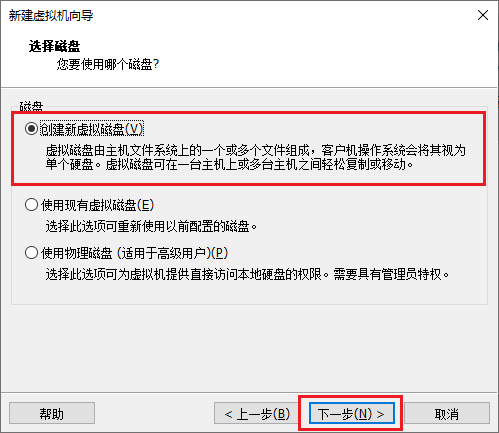 新建虚拟机向导
选择磁盘
您要使用哪个磁盘?
磁盘
创建新虚拟磁盘(V)
虚拟磁盘由主机文件系统上的一个或多个文件组成，客户机操作系统会将其视为
单个硬盘。虚拟磁盘可在一台主机上或多台主机之间轻松复制或移动。
使用现有虚拟磁盘(E)
选择此选项可重新使用以前配置的磁盘。
使用物理磁盘 (适用于高级用户)(P)
选择此选项可为虚拟机提供直接访问本地硬盘的权限。需要具有管理员特权。
帮助
< 上一步(B)
下一步(N) >
取消